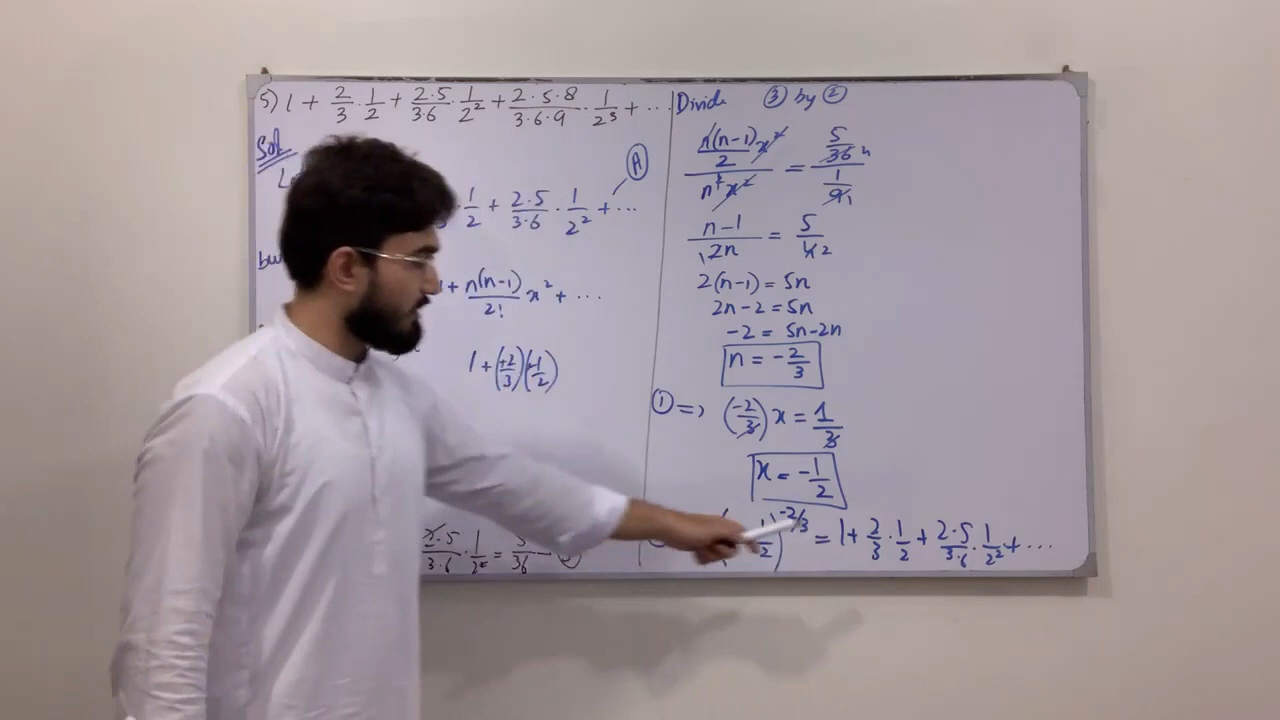 5) 1 + 2/3 · 1/2 + 2·5/3·6 · 1/2² + 2·5·8/3·6·9 · 1/2³ + ...
Sol
· 1/2 + 2·5/3·6 · 1/2² + ...
(A)
+ n(n-1)/2! x² + ...
1 + (+2/3)(+1/2)
2·5/3·6 · 1/2² = 5/36
Divide ③ by ②
(n(n-1)/2 x²)/(n²x²) = (5/36)/(1/9)
n-1/2n = 5/4
2(n-1) = 5n
2n-2 = 5n
-2 = 5n-2n
n = -2/3
① => (-2/3)x = 1/3
x = -1/2
1/2)^-2/3 = 1 + 2/3 · 1/2 + 2·5/3·6 · 1/2² + ...